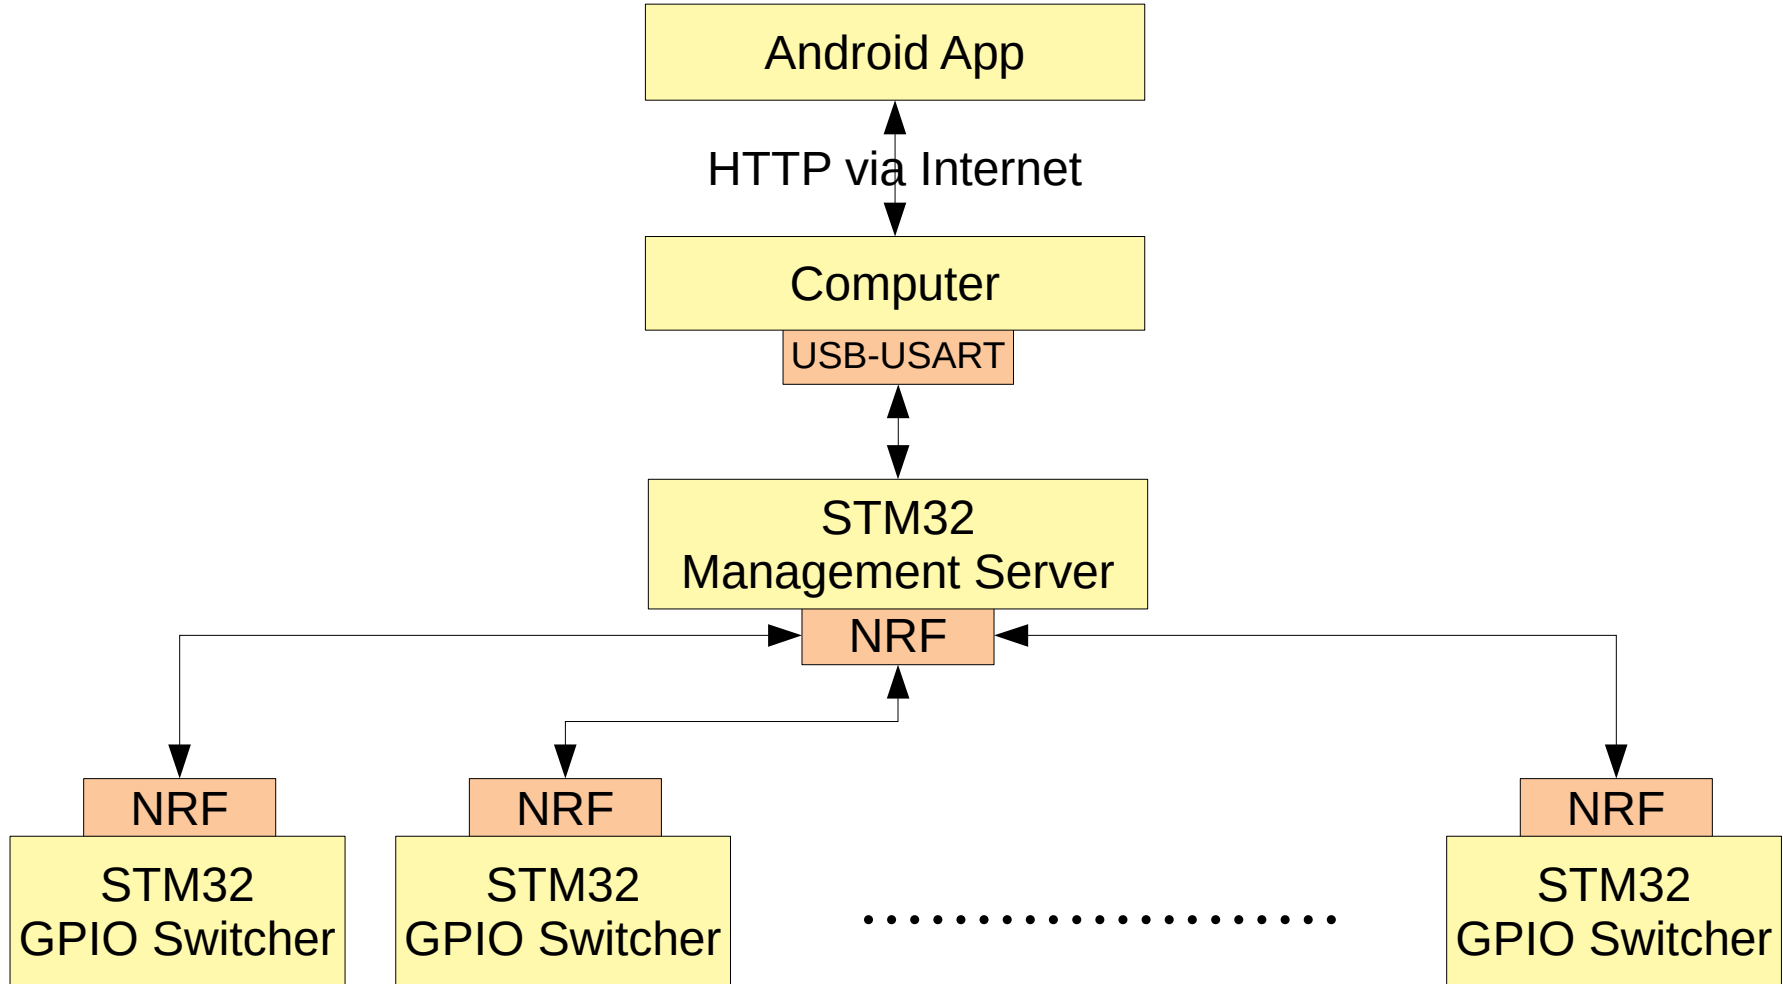 Android App
HTTP via Internet
Computer
USB-USART
STM32
Management Server
NRF
NRF
NRF
NRF
STM32
GPIO Switcher
STM32
GPIO Switcher
STM32
GPIO Switcher